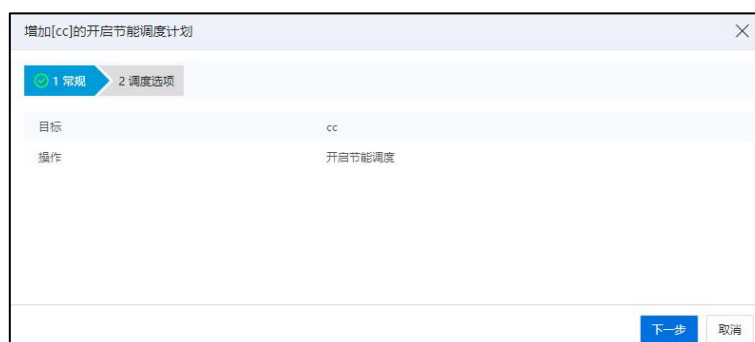 增加[cc]的开启节能调度计划
1 常规 2 调度选项
目标 cc
操作 开启节能调度
下一步 取消